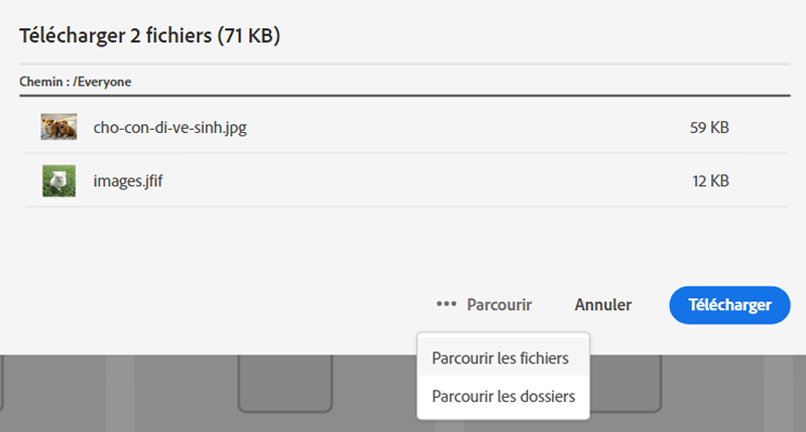 Télécharger 2 fichiers (71 KB)
Chemin : /Everyone
cho-con-di-ve-sinh.jpg 59 KB
images.jfif 12 KB
••• Parcourir Annuler Télécharger
Parcourir les fichiers
Parcourir les dossiers